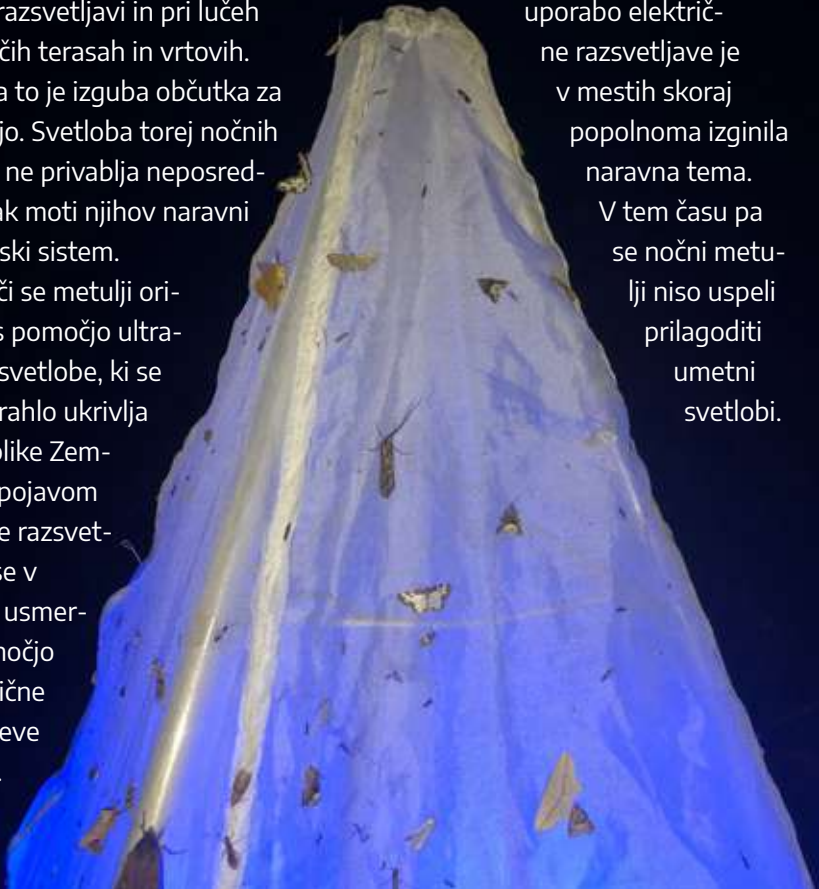 razsvetljavi in pri lučeh
čih terasah in vrtovih.
a to je izguba občutka za
jo. Svetloba torej nočnih
ne privablja neposred-
ak moti njihov naravni
ski sistem.
či se metulji ori-
s pomočjo ultra-
svetlobe, ki se
rahlo ukrivlja
blike Zem-
pojavom
e razsvet-
se v
usmer-
močjo
ične
eve
uporabo električ-
ne razsvetljave je
v mestih skoraj
popolnoma izginila
naravna tema.
V tem času pa
se nočni metu-
lji niso uspeli
prilagoditi
umetni
svetlobi.